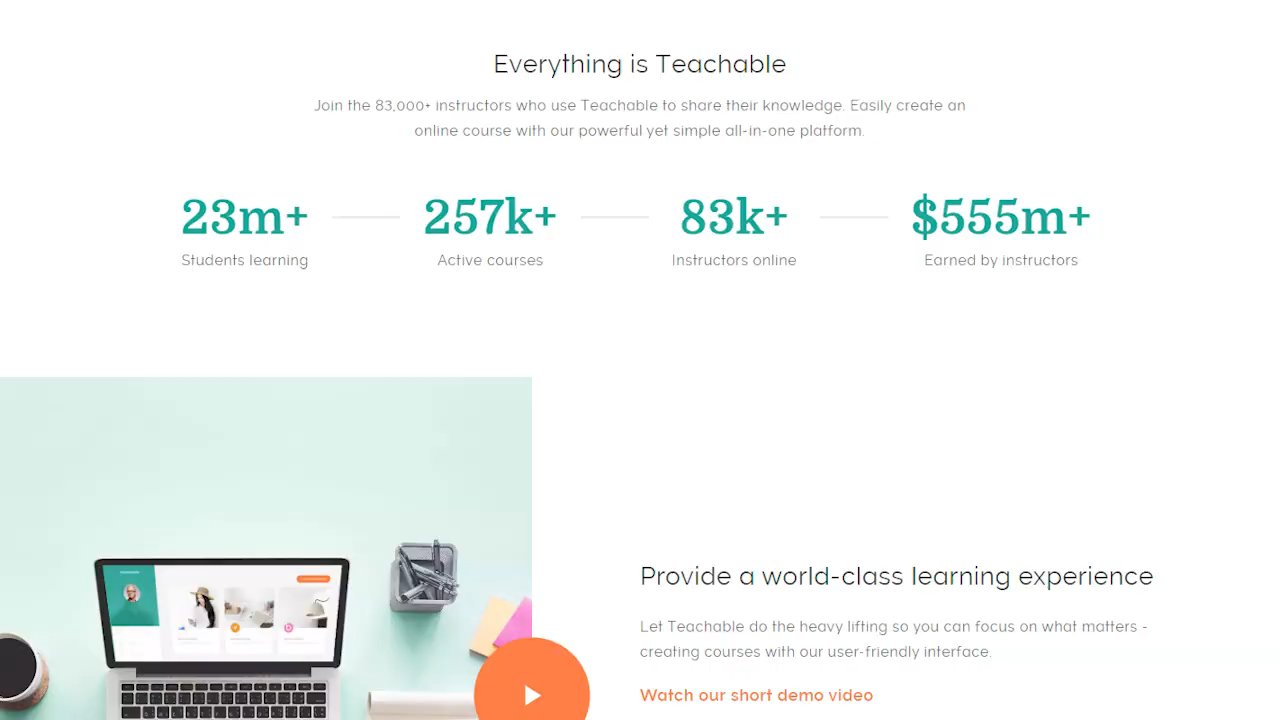 Everything is Teachable
Join the 83,000+ instructors who use Teachable to share their knowledge. Easily create an
online course with our powerful yet simple all-in-one platform.
23m+
Students learning
257k+
Active courses
83k+
Instructors online
$555m+
Earned by instructors
Provide a world-class learning experience
Let Teachable do the heavy lifting so you can focus on what matters -
creating courses with our user-friendly interface.
Watch our short demo video